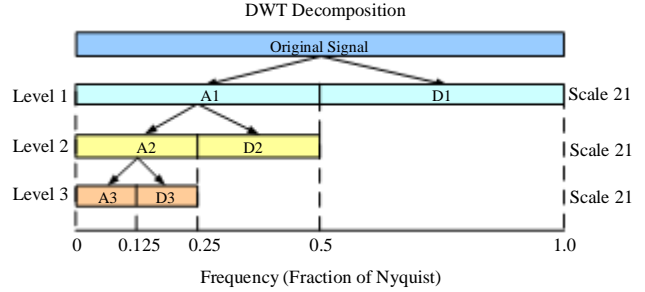 DWT Decomposition
Original Signal
Level 1 A1 D1 Scale 21
Level 2 A2 D2 Scale 21
Level 3 A3 D3 Scale 21
0 0.125 0.25 0.5 1.0
Frequency (Fraction of Nyquist)